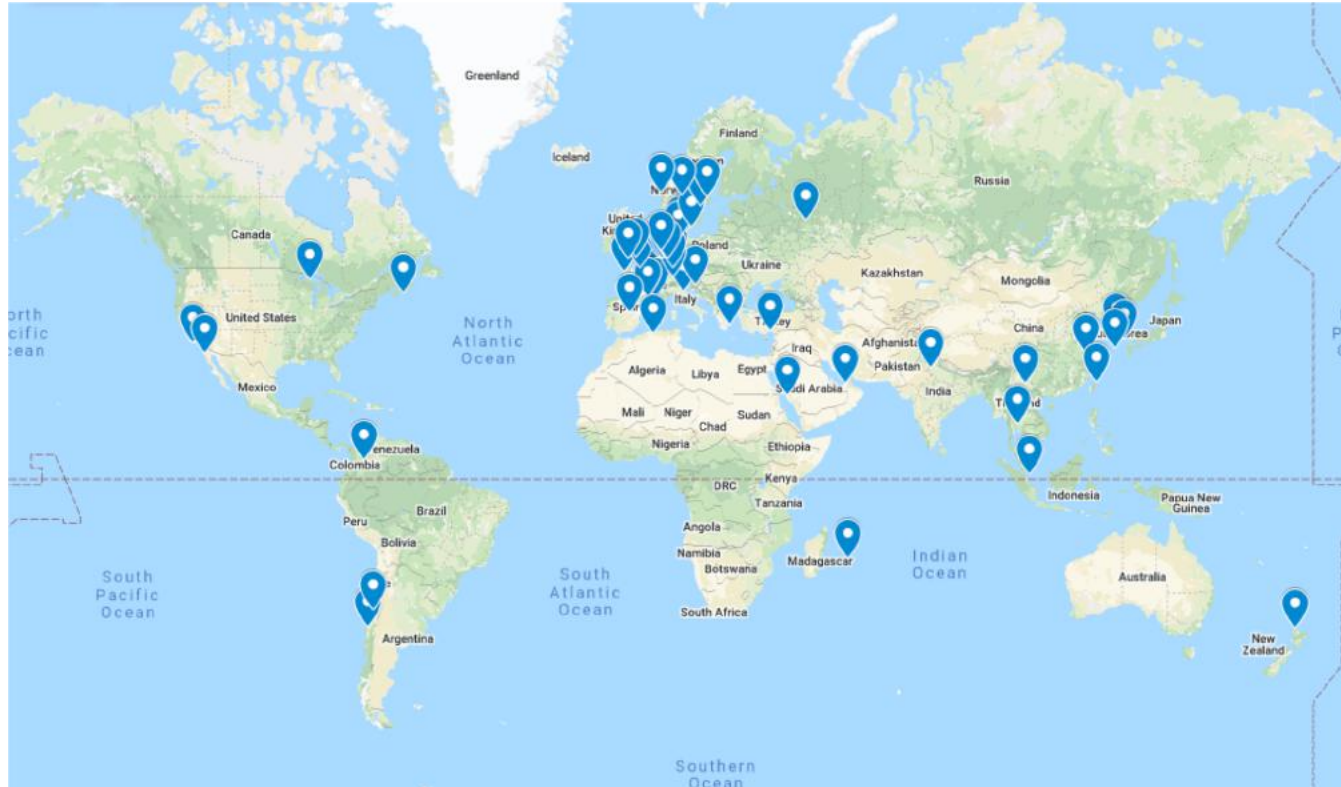 Greenland
Finland
Iceland
Russia
Canada
United
Poland
Ukraine
Kazakhstan
Mongolia
United States
Italy
North
Atlantic
Ocean
China
Japan
Iraq
Afghanista
Pakistan
Algeria
Libya
Egypt
Saudi Arabia
India
Mexico
Mali
Niger
Sudan
Chad
Nigeria
Ethiopia
enezuela
Colombia
DRC
Kenya
Tanzania
Indonesia
Papua New
Guinea
Peru
Brazil
Angola
Bolivia
Namibia
Botswana
Madagascar
Indian
Ocean
Australia
South
Pacific
Ocean
South
Atlantic
Ocean
South Africa
Argentina
New
Zealand
Southern
Ocean